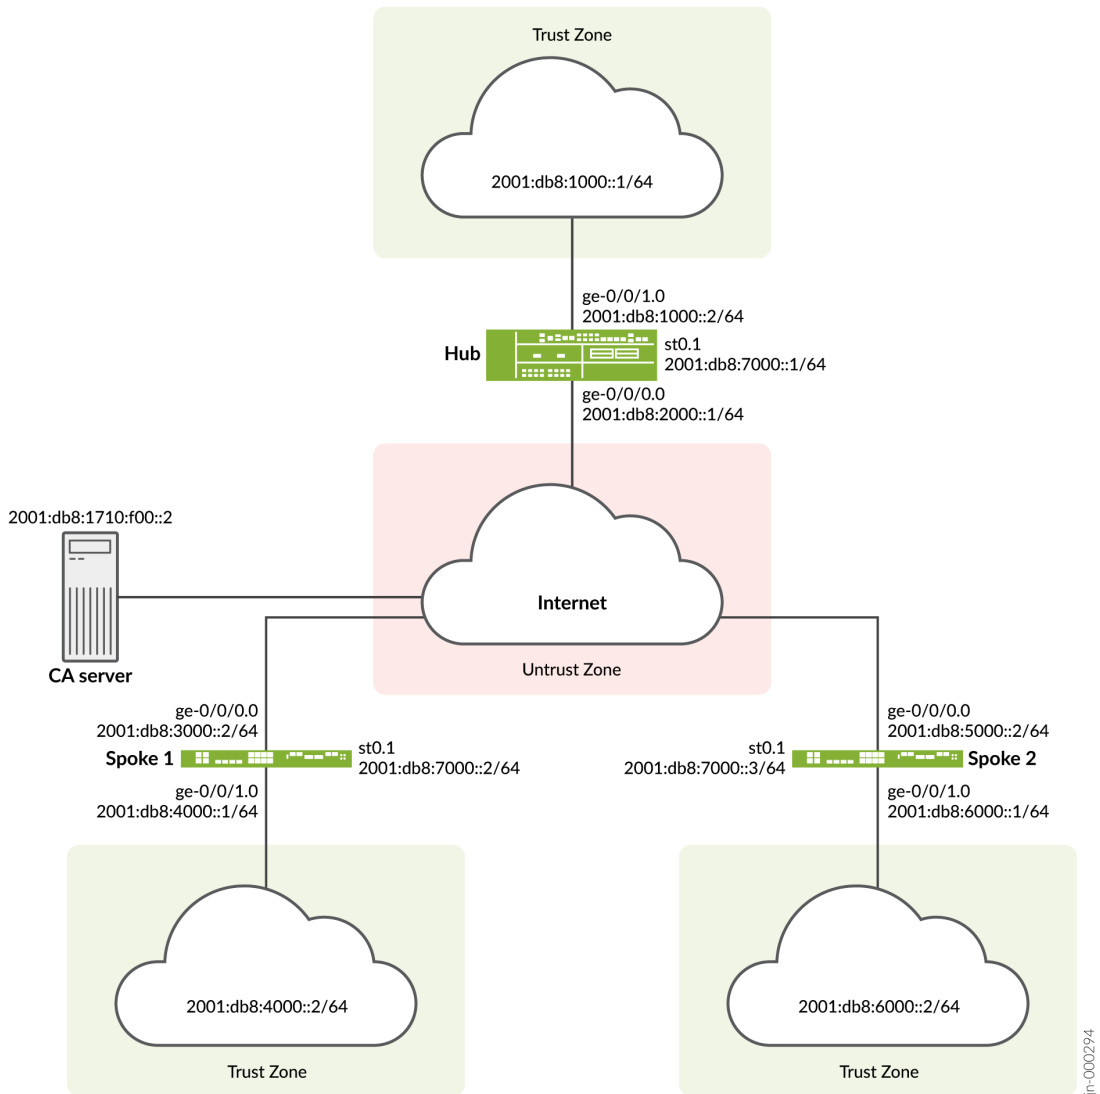 Trust Zone
2001:db8:1000::1/64
ge-0/0/1.0
2001:db8:1000::2/64
Hub
st0.1
2001:db8:7000::1/64
ge-0/0/0.0
2001:db8:2000::1/64
2001:db8:1710:f00::2
CA server
Internet
Untrust Zone
ge-0/0/0.0
2001:db8:3000::2/64
Spoke 1
st0.1
2001:db8:7000::2/64
ge-0/0/1.0
2001:db8:4000::1/64
ge-0/0/0.0
2001:db8:5000::2/64
st0.1
2001:db8:7000::3/64
Spoke 2
ge-0/0/1.0
2001:db8:6000::1/64
2001:db8:4000::2/64
Trust Zone
2001:db8:6000::2/64
Trust Zone
jn-000294